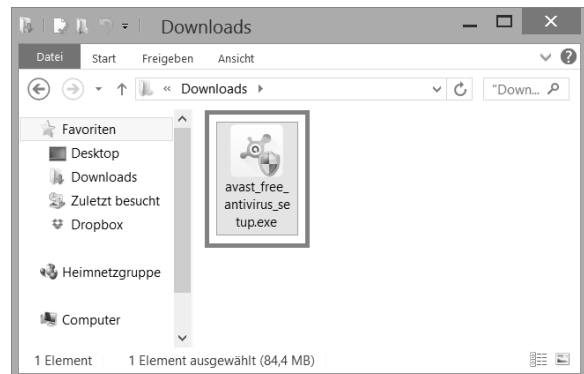 Downloads
Datei Start Freigeben Ansicht
« Downloads "Down...
Favoriten
Desktop
Downloads
Zuletzt besucht
Dropbox
Heimnetzgruppe
Computer
avast_free_
antivirus_se
tup.exe
1 Element 1 Element ausgewählt (84,4 MB)